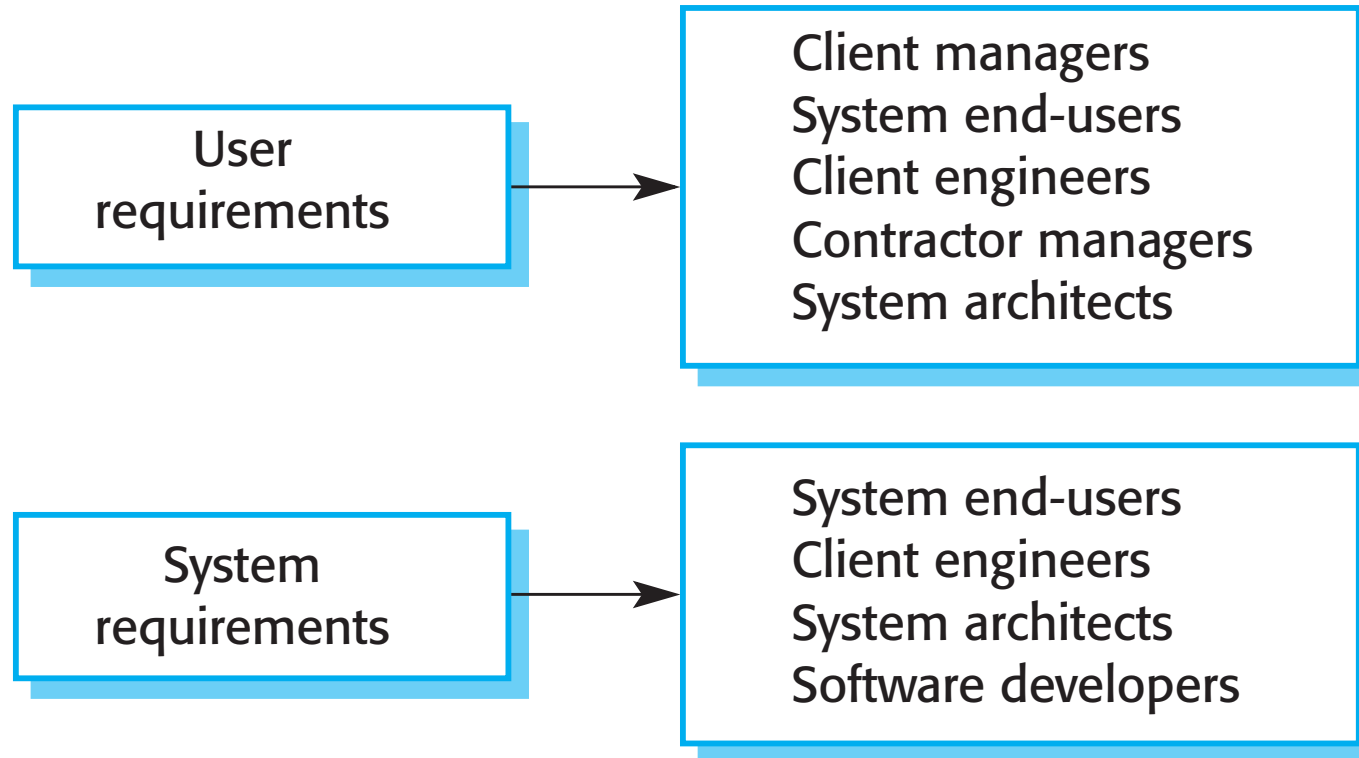 User
requirements
Client managers
System end-users
Client engineers
Contractor managers
System architects
System
requirements
System end-users
Client engineers
System architects
Software developers